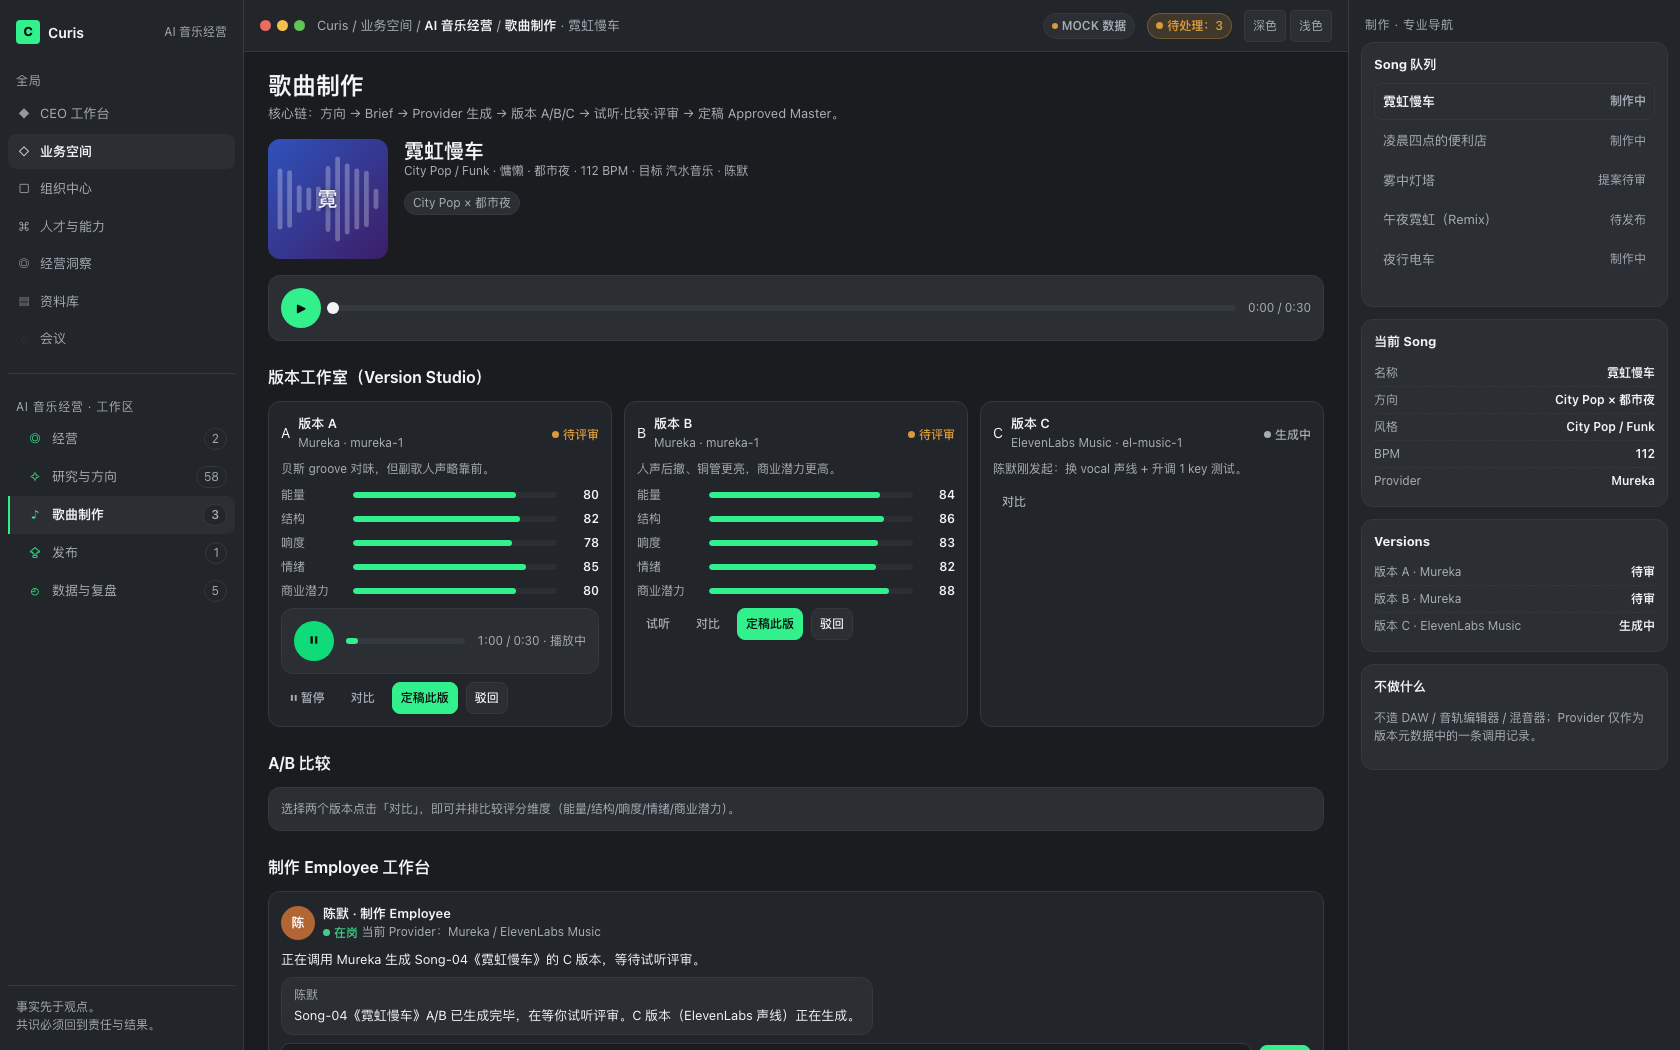 C Curis
AI 音乐经营
全局
CEO 工作台
业务空间
组织中心
人才与能力
经营洞察
资料库
会议
AI 音乐经营 · 工作区
经营 2
研究与方向 58
歌曲制作 3
发布 1
数据与复盘 5
事实先于观点。
共识必须回到责任与结果。
Curis / 业务空间 / AI 音乐经营 / 歌曲制作 · 霓虹慢车
MOCK 数据
待处理：3
深色
浅色
歌曲制作
核心链：方向 → Brief → Provider 生成 → 版本 A/B/C → 试听·比较·评审 → 定稿 Approved Master。
霓
霓虹慢车
City Pop / Funk · 慵懒 · 都市夜 · 112 BPM · 目标 汽水音乐 · 陈默
City Pop × 都市夜
0:00 / 0:30
版本工作室（Version Studio）
A 版本 A
Mureka · mureka-1
待评审
贝斯 groove 对味，但副歌人声略靠前。
能量 80
结构 82
响度 78
情绪 85
商业潜力 80
1:00 / 0:30 · 播放中
暂停 对比 定稿此版 驳回
B 版本 B
Mureka · mureka-1
待评审
人声后撤、铜管更亮，商业潜力更高。
能量 84
结构 86
响度 83
情绪 82
商业潜力 88
试听 对比 定稿此版 驳回
C 版本 C
ElevenLabs Music · el-music-1
生成中
陈默刚发起：换 vocal 声线 + 升调 1 key 测试。
对比
A/B 比较
选择两个版本点击「对比」，即可并排比较评分维度（能量/结构/响度/情绪/商业潜力）。
制作 Employee 工作台
陈
陈默 · 制作 Employee
在岗 当前 Provider：Mureka / ElevenLabs Music
正在调用 Mureka 生成 Song-04《霓虹慢车》的 C 版本，等待试听评审。
陈默
Song-04《霓虹慢车》A/B 已生成完毕，在等你试听评审。C 版本（ElevenLabs 声线）正在生成。
制作 · 专业导航
Song 队列
霓虹慢车 制作中
凌晨四点的便利店 制作中
雾中灯塔 提案待审
午夜霓虹（Remix） 待发布
夜行电车 制作中
当前 Song
名称 霓虹慢车
方向 City Pop × 都市夜
风格 City Pop / Funk
BPM 112
Provider Mureka
Versions
版本 A · Mureka 待审
版本 B · Mureka 待审
版本 C · ElevenLabs Music 生成中
不做什么
不造 DAW / 音轨编辑器 / 混音器；Provider 仅作为
版本元数据中的一条调用记录。